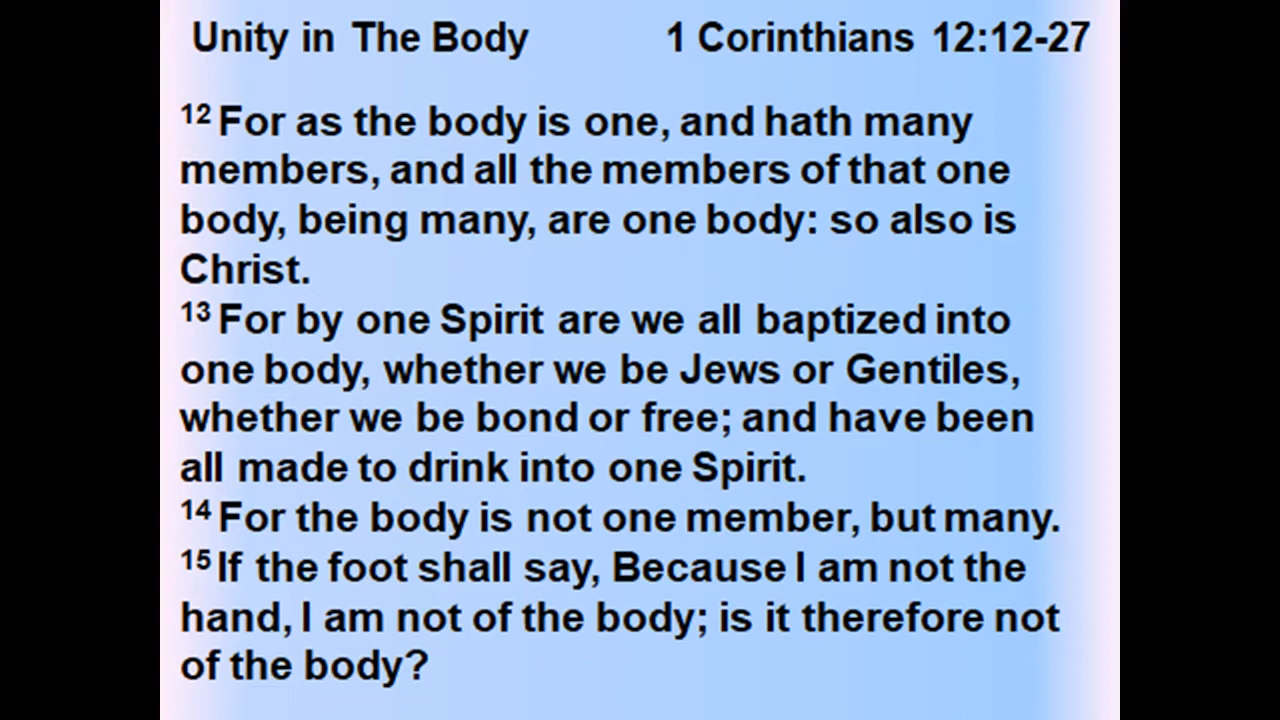 Unity in The Body 1 Corinthians 12:12-27
12 For as the body is one, and hath many
members, and all the members of that one
body, being many, are one body: so also is
Christ.
13 For by one Spirit are we all baptized into
one body, whether we be Jews or Gentiles,
whether we be bond or free; and have been
all made to drink into one Spirit.
14 For the body is not one member, but many.
15 If the foot shall say, Because I am not the
hand, I am not of the body; is it therefore not
of the body?